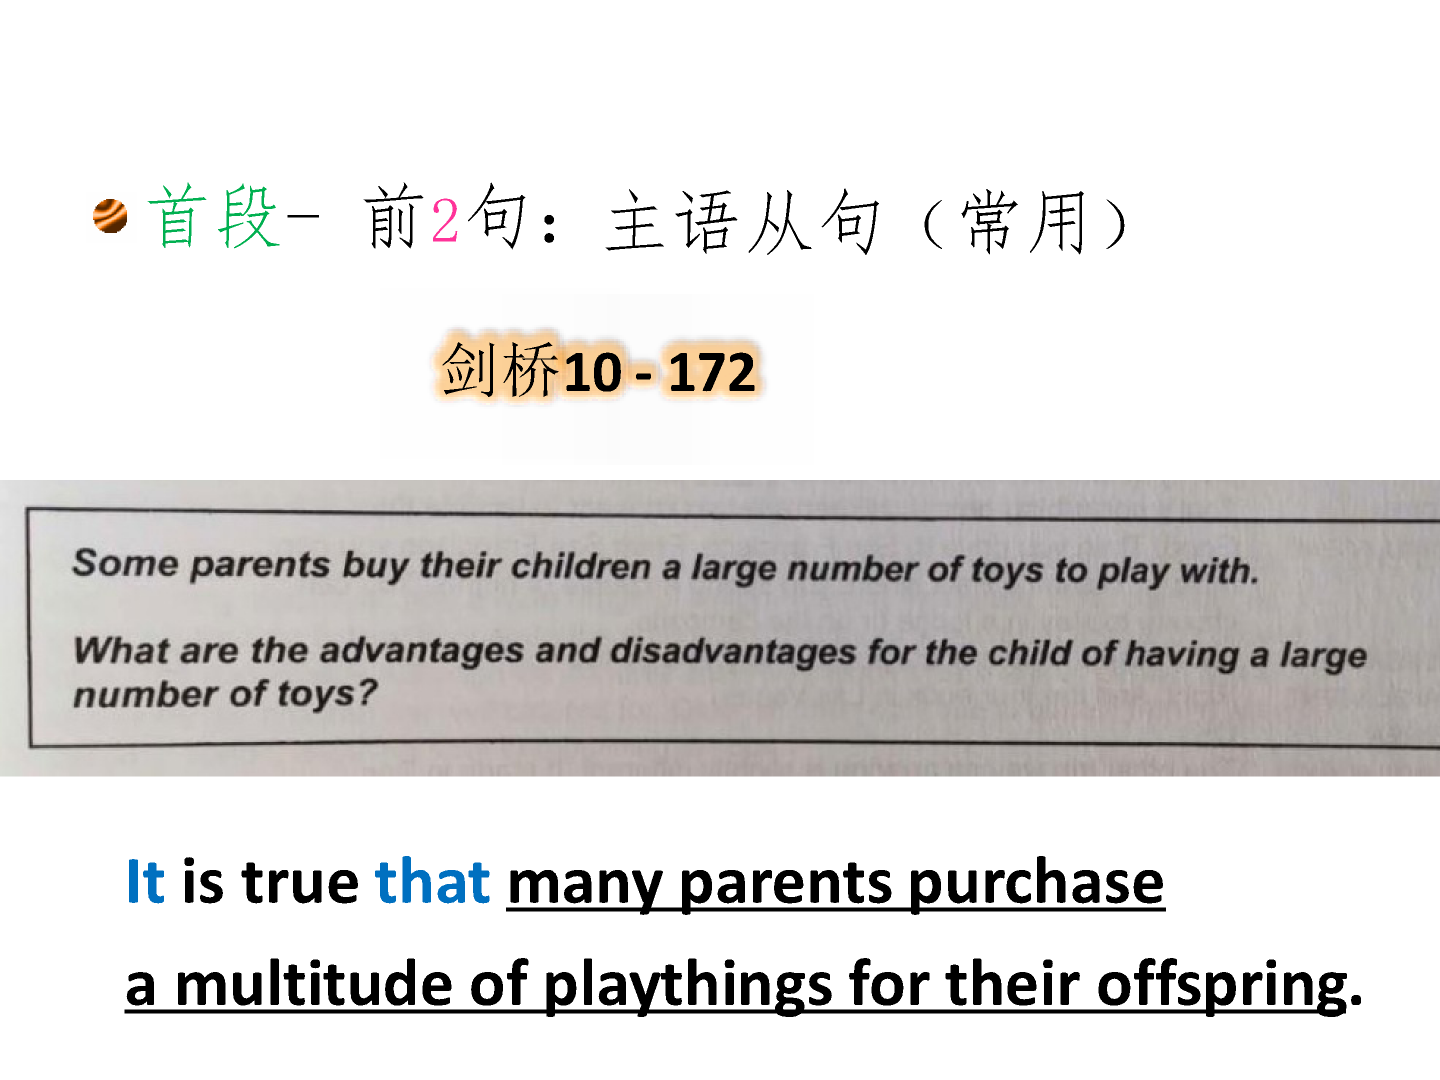 首段- 前2句：主语从句（常用）
剑桥10 - 172
Some parents buy their children a large number of toys to play with.
What are the advantages and disadvantages for the child of having a large
number of toys?
It is true that many parents purchase
a multitude of playthings for their offspring.